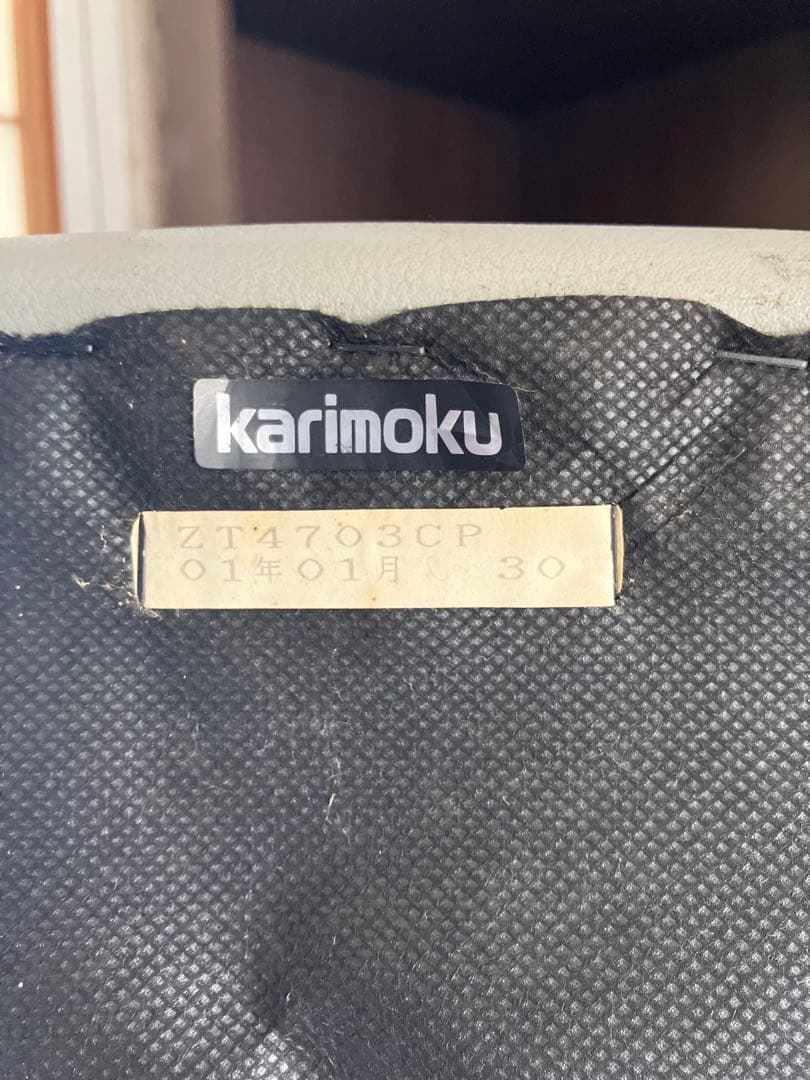 karimoku
ZT4703CP
01年01月 30